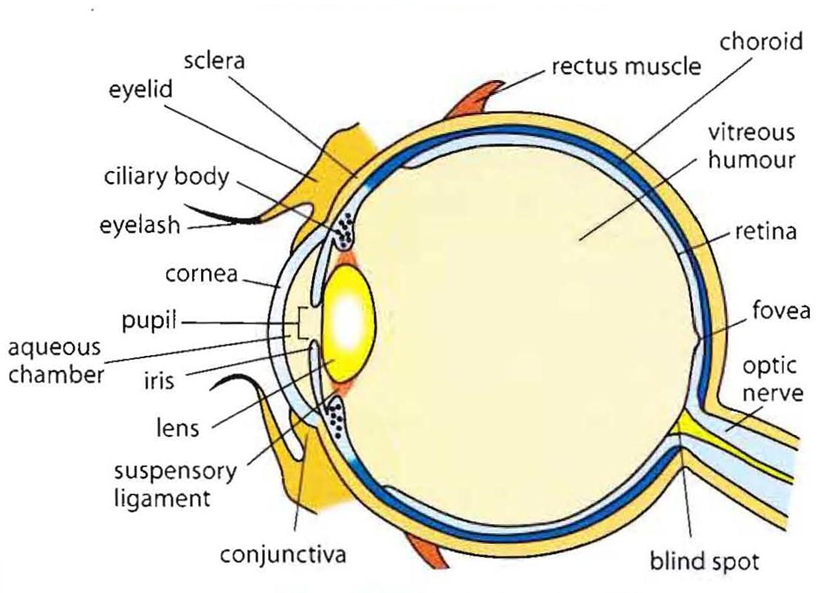 choroid
sclera
rectus muscle
eyelid
vitreous
humour
ciliary body
eyelash
retina
cornea
fovea
pupil
aqueous
chamber
optic
nerve
iris
lens
suspensory
ligament
conjunctiva
blind spot